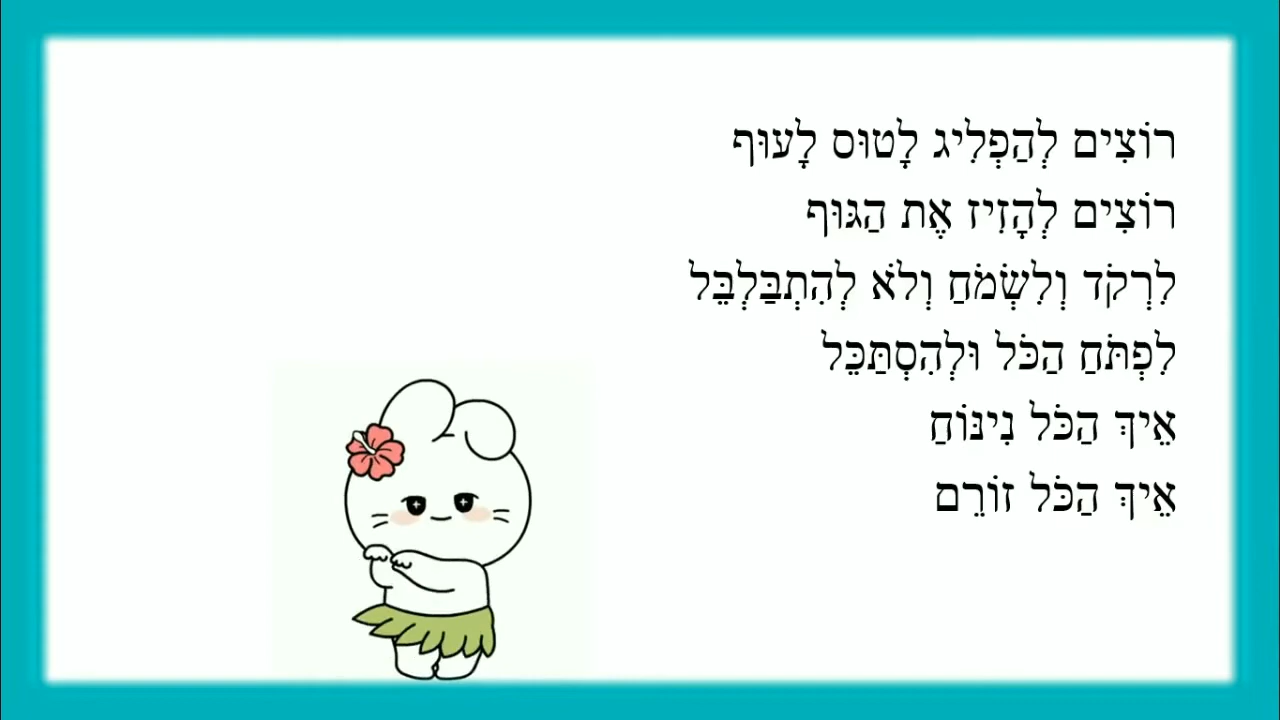 רוֹצִים לְהַפְלִיג לָטוּס לָעוּף
רוֹצִים לְהָזִיז אֶת הַגּוּף
לִרְקֹד וְלִשְׂמֹחַ וְלֹא לְהִתְבַּלְבֵּל
לִפְתֹּחַ הַכֹּל וּלְהִסְתַּכֵּל
אֵיךְ הַכֹּל נִינּוֹחַ
אֵיךְ הַכֹּל זוֹרֵם